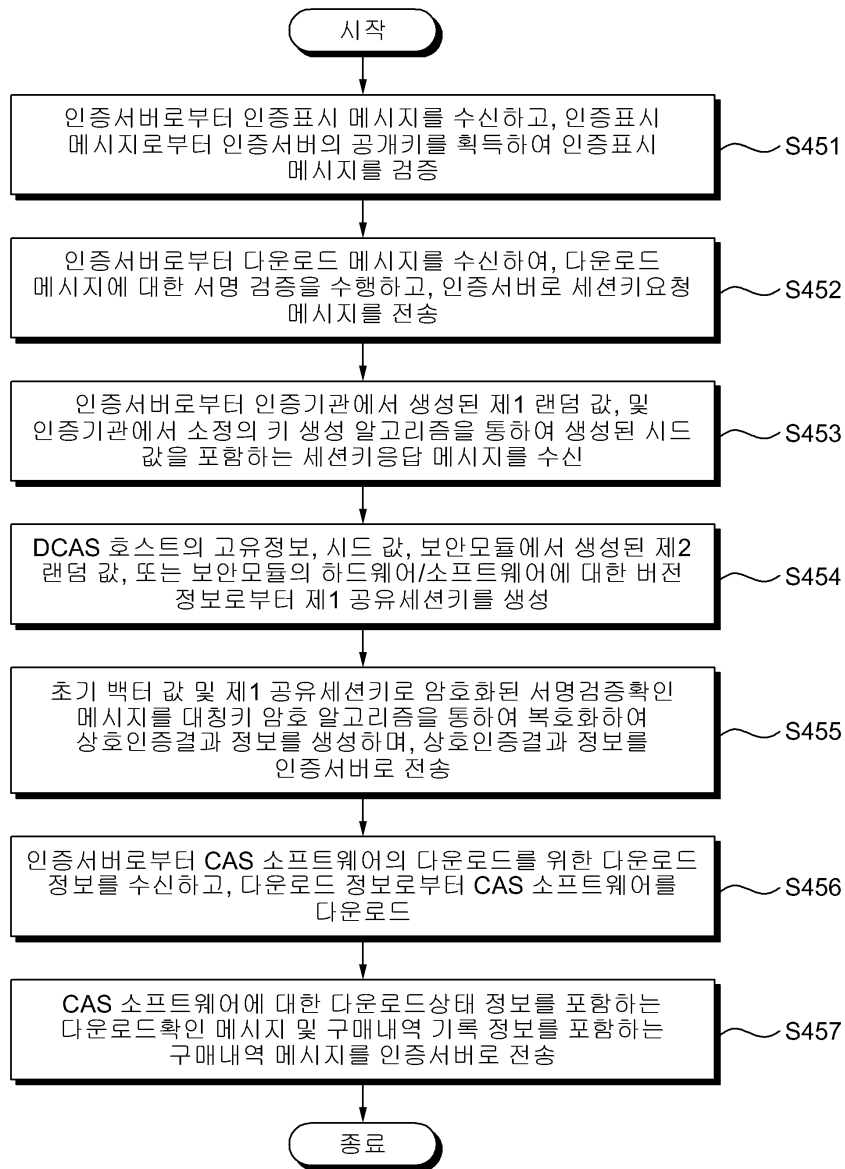 시작
인증서버로부터 인증표시 메시지를 수신하고, 인증표시
메시지로부터 인증서버의 공개키를 획득하여 인증표시
메시지를 검증
S451
인증서버로부터 다운로드 메시지를 수신하여, 다운로드
메시지에 대한 서명 검증을 수행하고, 인증서버로 세션키요청
메시지를 전송
S452
인증서버로부터 인증기관에서 생성된 제1 랜덤 값, 및
인증기관에서 소정의 키 생성 알고리즘을 통하여 생성된 시드
값을 포함하는 세션키응답 메시지를 수신
S453
DCAS 호스트의 고유정보, 시드 값, 보안모듈에서 생성된 제2
랜덤 값, 또는 보안모듈의 하드웨어/소프트웨어에 대한 버전
정보로부터 제1 공유세션키를 생성
S454
초기 백터 값 및 제1 공유세션키로 암호화된 서명검증확인
메시지를 대칭키 암호 알고리즘을 통하여 복호화하여
상호인증결과 정보를 생성하며, 상호인증결과 정보를
인증서버로 전송
S455
인증서버로부터 CAS 소프트웨어의 다운로드를 위한 다운로드
정보를 수신하고, 다운로드 정보로부터 CAS 소프트웨어를
다운로드
S456
CAS 소프트웨어에 대한 다운로드상태 정보를 포함하는
다운로드확인 메시지 및 구매내역 기록 정보를 포함하는
구매내역 메시지를 인증서버로 전송
S457
종료